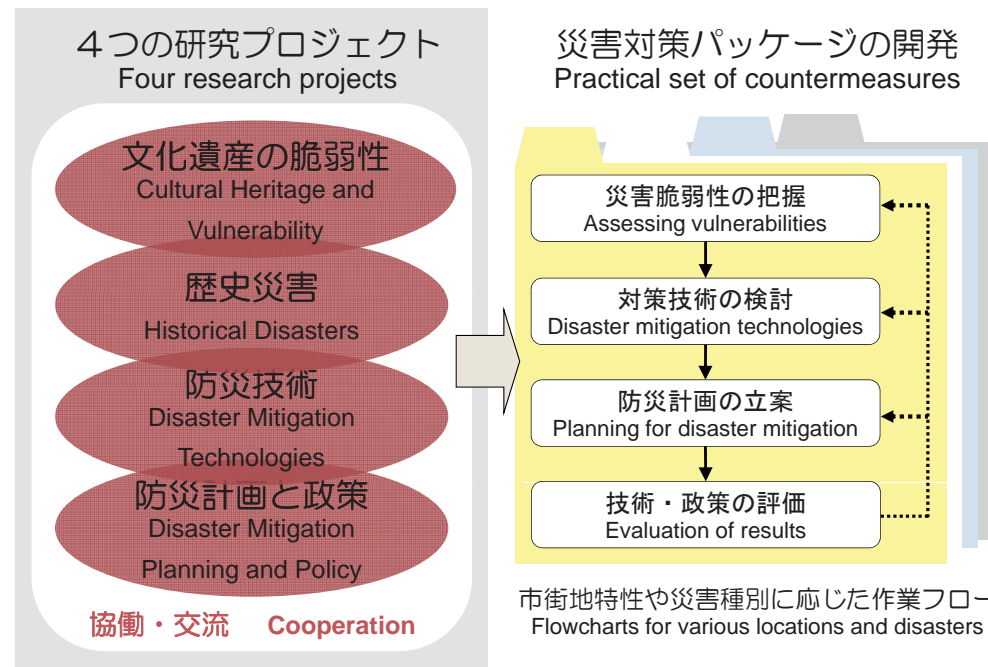 ４つの研究プロジェクト
Four research projects
文化遺産の脆弱性
Cultural Heritage and
Vulnerability
歴史災害
Historical Disasters
防災技術
Disaster Mitigation
Technologies
防災計画と政策
Disaster Mitigation
Planning and Policy
協働・交流 Cooperation
災害対策パッケージの開発
Practical set of countermeasures
災害脆弱性の把握
Assessing vulnerabilities
対策技術の検討
Disaster mitigation technologies
防災計画の立案
Planning for disaster mitigation
技術・政策の評価
Evaluation of results
市街地特性や災害種別に応じた作業フロー
Flowcharts for various locations and disasters